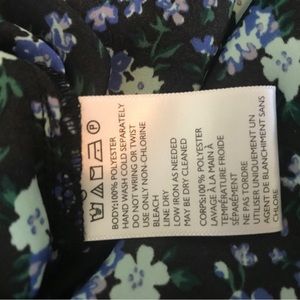 BODY:100% POLYESTER
HAND WASH COLD SEPARATELY
DO NOT WRING OR TWIST
USE ONLY NON-CHLORINE
BLEACH
LINE DRY
LOW IRON AS NEEDED
MAY BE DRY CLEANED
CORPS:100% POLYESTER
LAVAGE À LA MAIN À
TEMPÉRATURE FROIDE
SÉPARÉMENT
NE PAS TORDRE
UTILISER UNIQUEMENT UN
AGENT DE BLANCHIMENT SANS
CHLORE